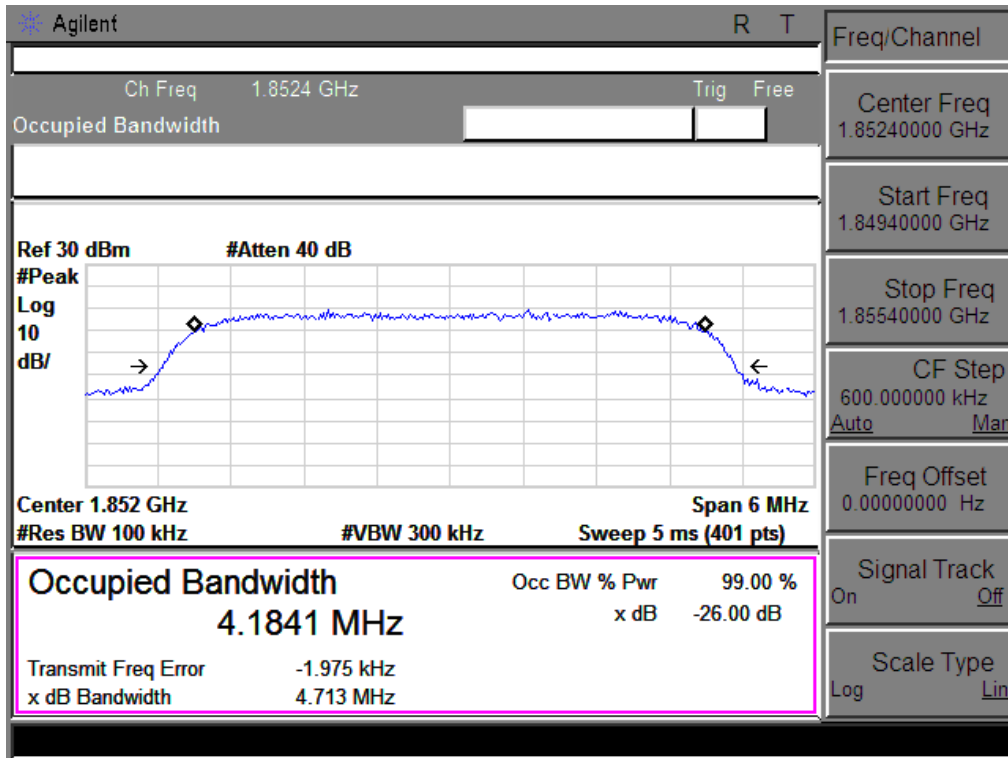 Agilent R T
Ch Freq 1.8524 GHz Trig Free
Occupied Bandwidth
Ref 30 dBm #Atten 40 dB
#Peak
Log
10
dB/
Center 1.852 GHz Span 6 MHz
#Res BW 100 kHz #VBW 300 kHz Sweep 5 ms (401 pts)
Occupied Bandwidth
4.1841 MHz
Occ BW % Pwr 99.00 %
x dB -26.00 dB
Transmit Freq Error -1.975 kHz
x dB Bandwidth 4.713 MHz
Freq/Channel
Center Freq
1.85240000 GHz
Start Freq
1.84940000 GHz
Stop Freq
1.85540000 GHz
CF Step
600.000000 kHz
Auto Man
Freq Offset
0.00000000 Hz
Signal Track
On Off
Scale Type
Log Lin